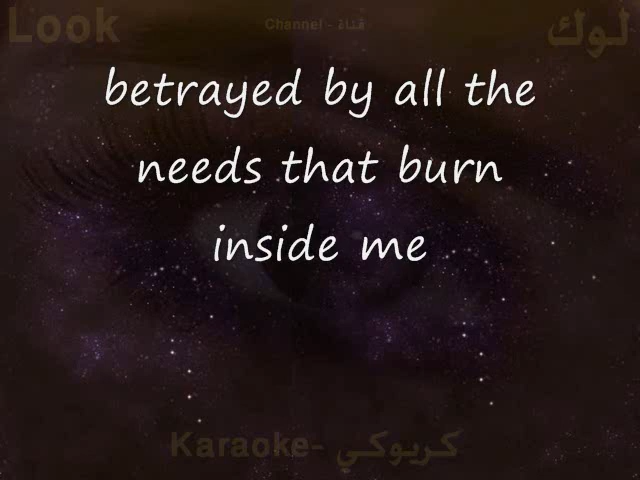 Look Channel - قناة لوك
betrayed by all the
needs that burn
inside me
Karaoke- كريوكي